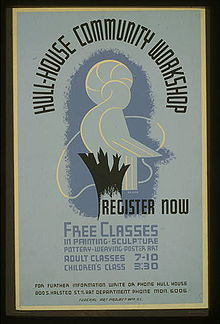 HULL-HOUSE COMMUNITY WORKSHOP
REGISTER NOW
FREE CLASSES
IN PAINTING-SCULPTURE
POTTERY-WEAVING-POSTER ART
ADULT CLASSES 7-10
CHILDREN'S CLASS 3:30
FOR FURTHER INFORMATION WRITE OR PHONE HULL HOUSE
800 S. HALSTED ST. ART DEPARTMENT PHONE MON. 6006
FEDERAL ART PROJECT WPA ILL.